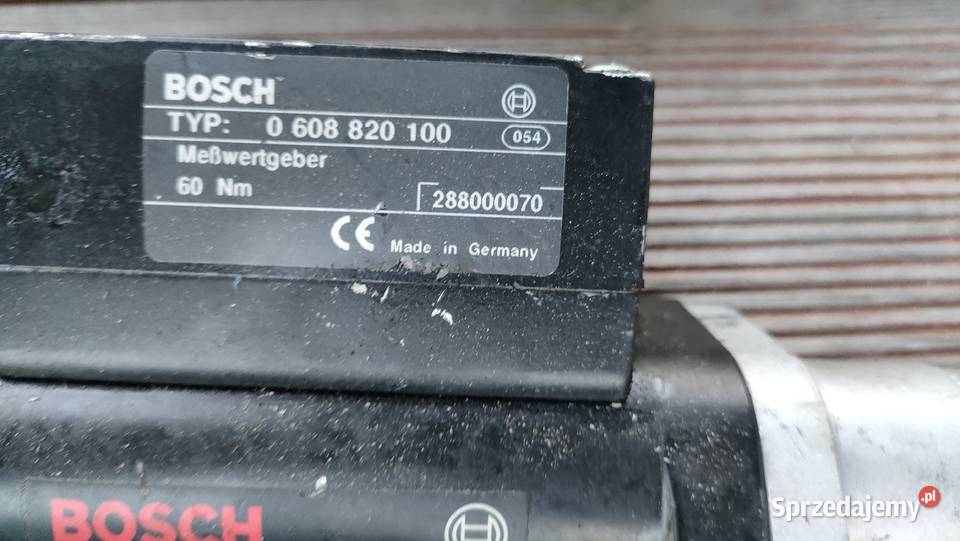 BOSCH
TYP: 0 608 820 100 054
Meßwertgeber
60 Nm 288000070
CE Made in Germany
BOSCH
Sprzedajemy.pl